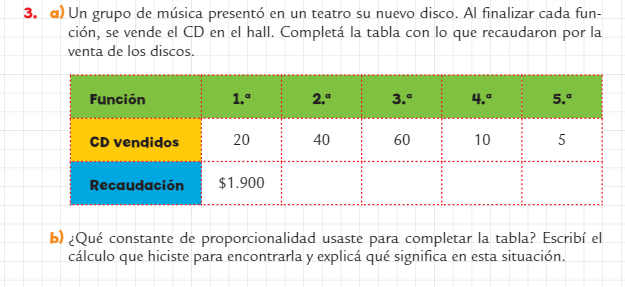 3. a) Un grupo de música presentó en un teatro su nuevo disco. Al finalizar cada fun-
ción, se vende el CD en el hall. Completá la tabla con lo que recaudaron por la
venta de los discos.
Función 1.ª 2.ª 3.ª 4.ª 5.ª
CD vendidos 20 40 60 10 5
Recaudación $1.900
b) ¿Qué constante de proporcionalidad usaste para completar la tabla? Escribí el
cálculo que hiciste para encontrarla y explicá qué significa en esta situación.